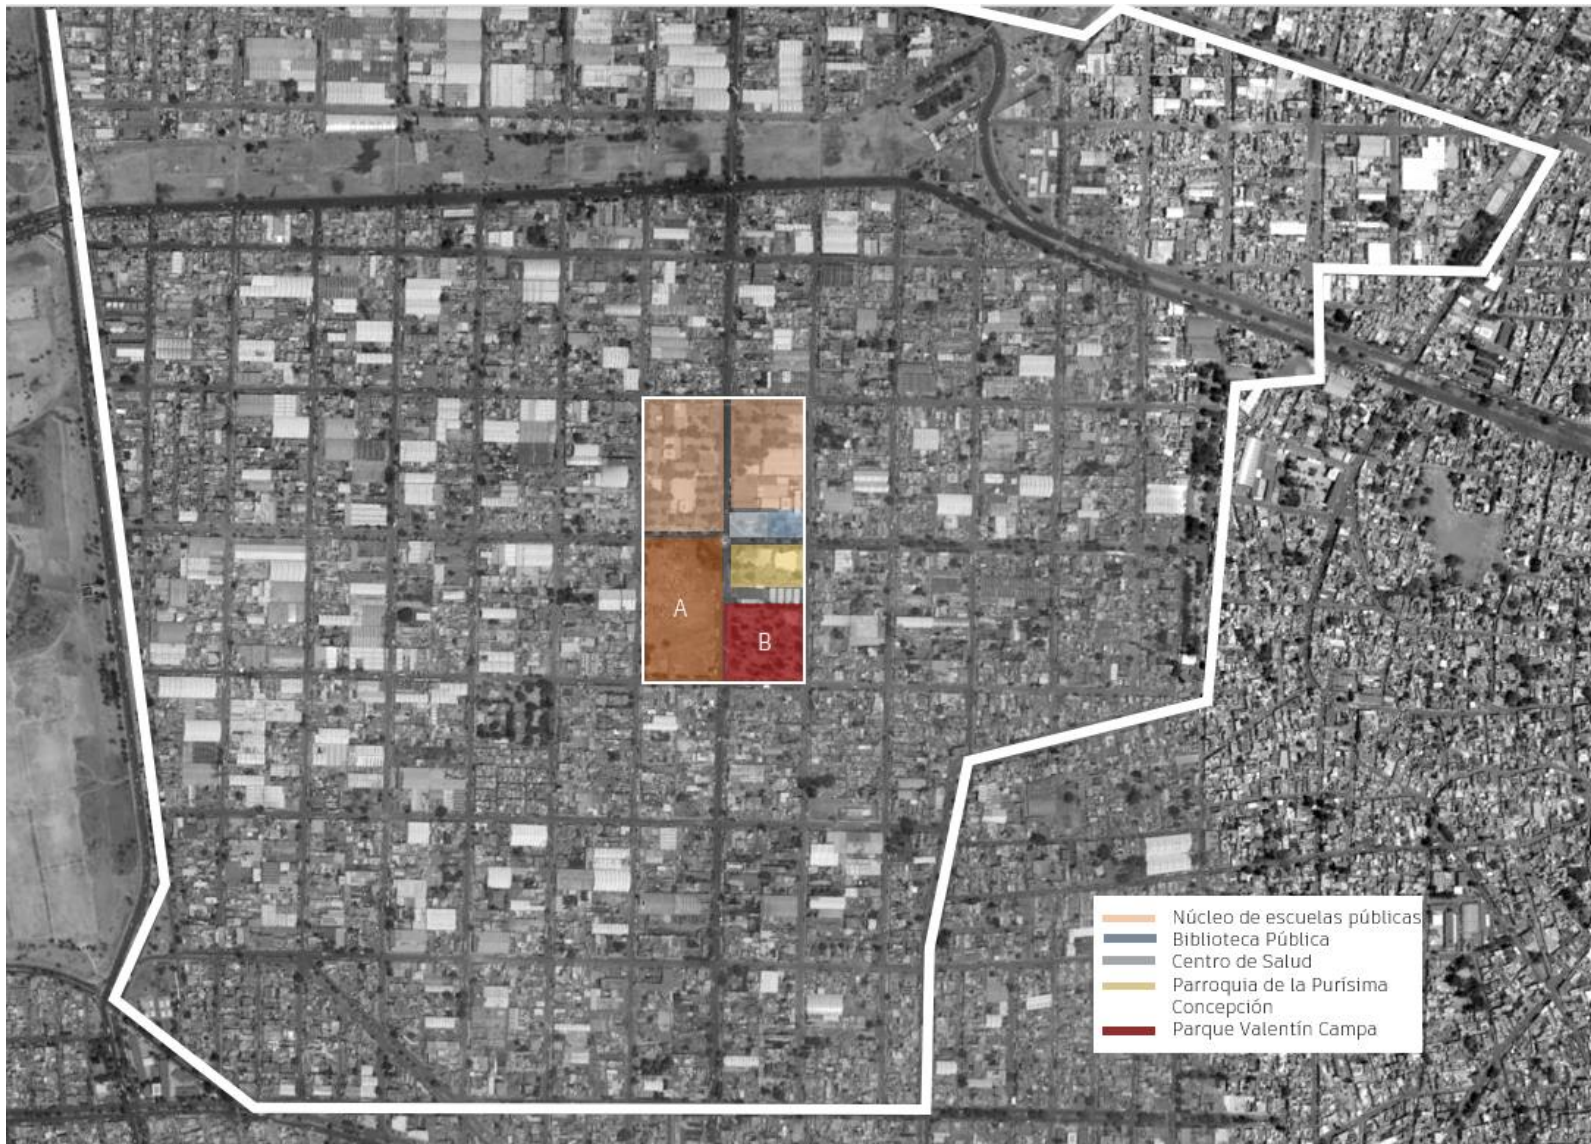 A
B
Núcleo de escuelas públicas
Biblioteca Pública
Centro de Salud
Parroquia de la Purísima
Concepción
Parque Valentín Campa